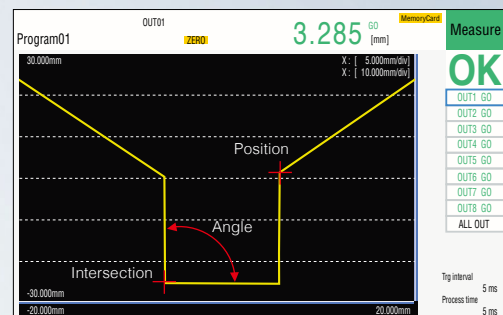 OUT01
MemoryCard
Program01
ZERO
3.285 GO [mm]
Measure
30.000mm
X : [ 5.000mm/div]
X : [ 10.000mm/div]
OK
OUT1 GO
OUT2 GO
OUT3 GO
OUT4 GO
OUT5 GO
OUT6 GO
OUT7 GO
OUT8 GO
ALL OUT
Position
Angle
Intersection
-30.000mm
-20.000mm
20.000mm
Trg interval
5 ms
Process time
5 ms